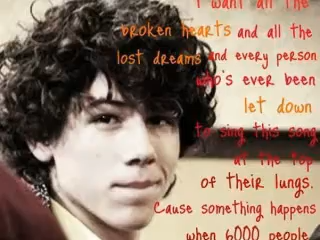 I want all the
broken hearts and all the
lost dreams and every person
who's ever been
let down
to sing this song
at the top
of their lungs.
Cause something happens
when 6000 people